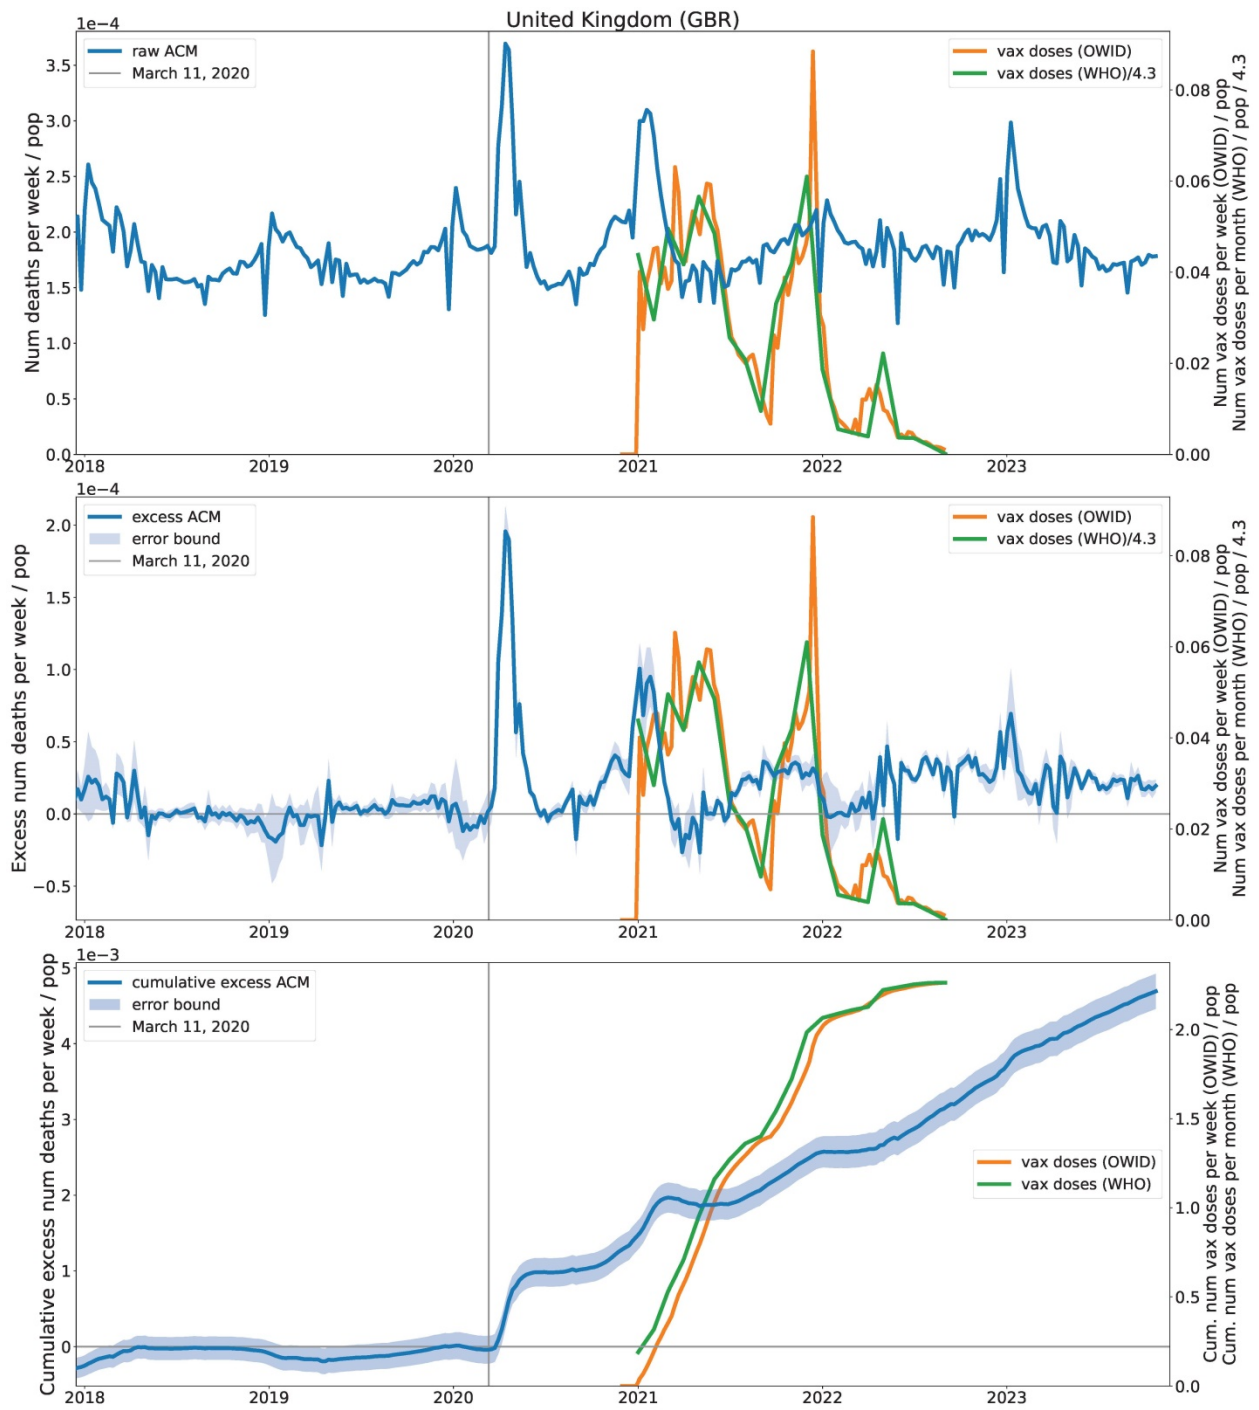 United Kingdom (GBR)
1e−4
raw ACM
March 11, 2020
vax doses (OWID)
vax doses (WHO)/4.3
Num deaths per week / pop
3.5
3.0
2.5
2.0
1.5
1.0
0.5
0.0
0.08
0.06
0.04
0.02
0.00
Num vax doses per week (OWID) / pop
Num vax doses per month (WHO) / pop / 4.3
2018 2019 2020 2021 2022 2023
1e−4
excess ACM
error bound
March 11, 2020
vax doses (OWID)
vax doses (WHO)/4.3
Excess num deaths per week / pop
2.0
1.5
1.0
0.5
0.0
−0.5
0.08
0.06
0.04
0.02
0.00
Num vax doses per week (OWID) / pop
Num vax doses per month (WHO) / pop / 4.3
2018 2019 2020 2021 2022 2023
1e−3
cumulative excess ACM
error bound
March 11, 2020
vax doses (OWID)
vax doses (WHO)
Cumulative excess num deaths per week / pop
5
4
3
2
1
0
2.0
1.5
1.0
0.5
0.0
Cum. num vax doses per week (OWID) / pop
Cum. num vax doses per month (WHO) / pop
2018 2019 2020 2021 2022 2023